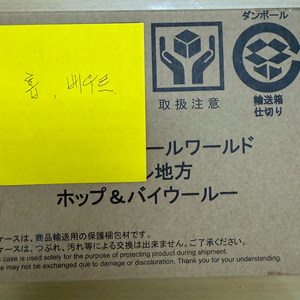 홉, 배우르
ダンボール
取扱注意
輸送箱
仕切り
ールワールド
ル地方
ホップ&バイウールー
ケースは、商品輸送用の保護梱包材です。
ケースは、つぶれ、汚れ等による交換は出来ません。ご了承ください。
case is used solely for the purpose of protecting product during shipment.
may not be exchanged due to damage or discoloration. Thank you for your understanding.